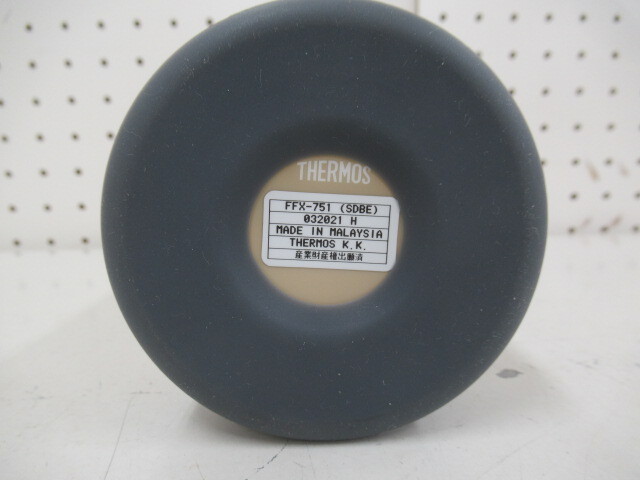 THERMOS
FFX-751 (SDBE)
032021 H
MADE IN MALAYSIA
THERMOS K.K.
産業財産権出願済